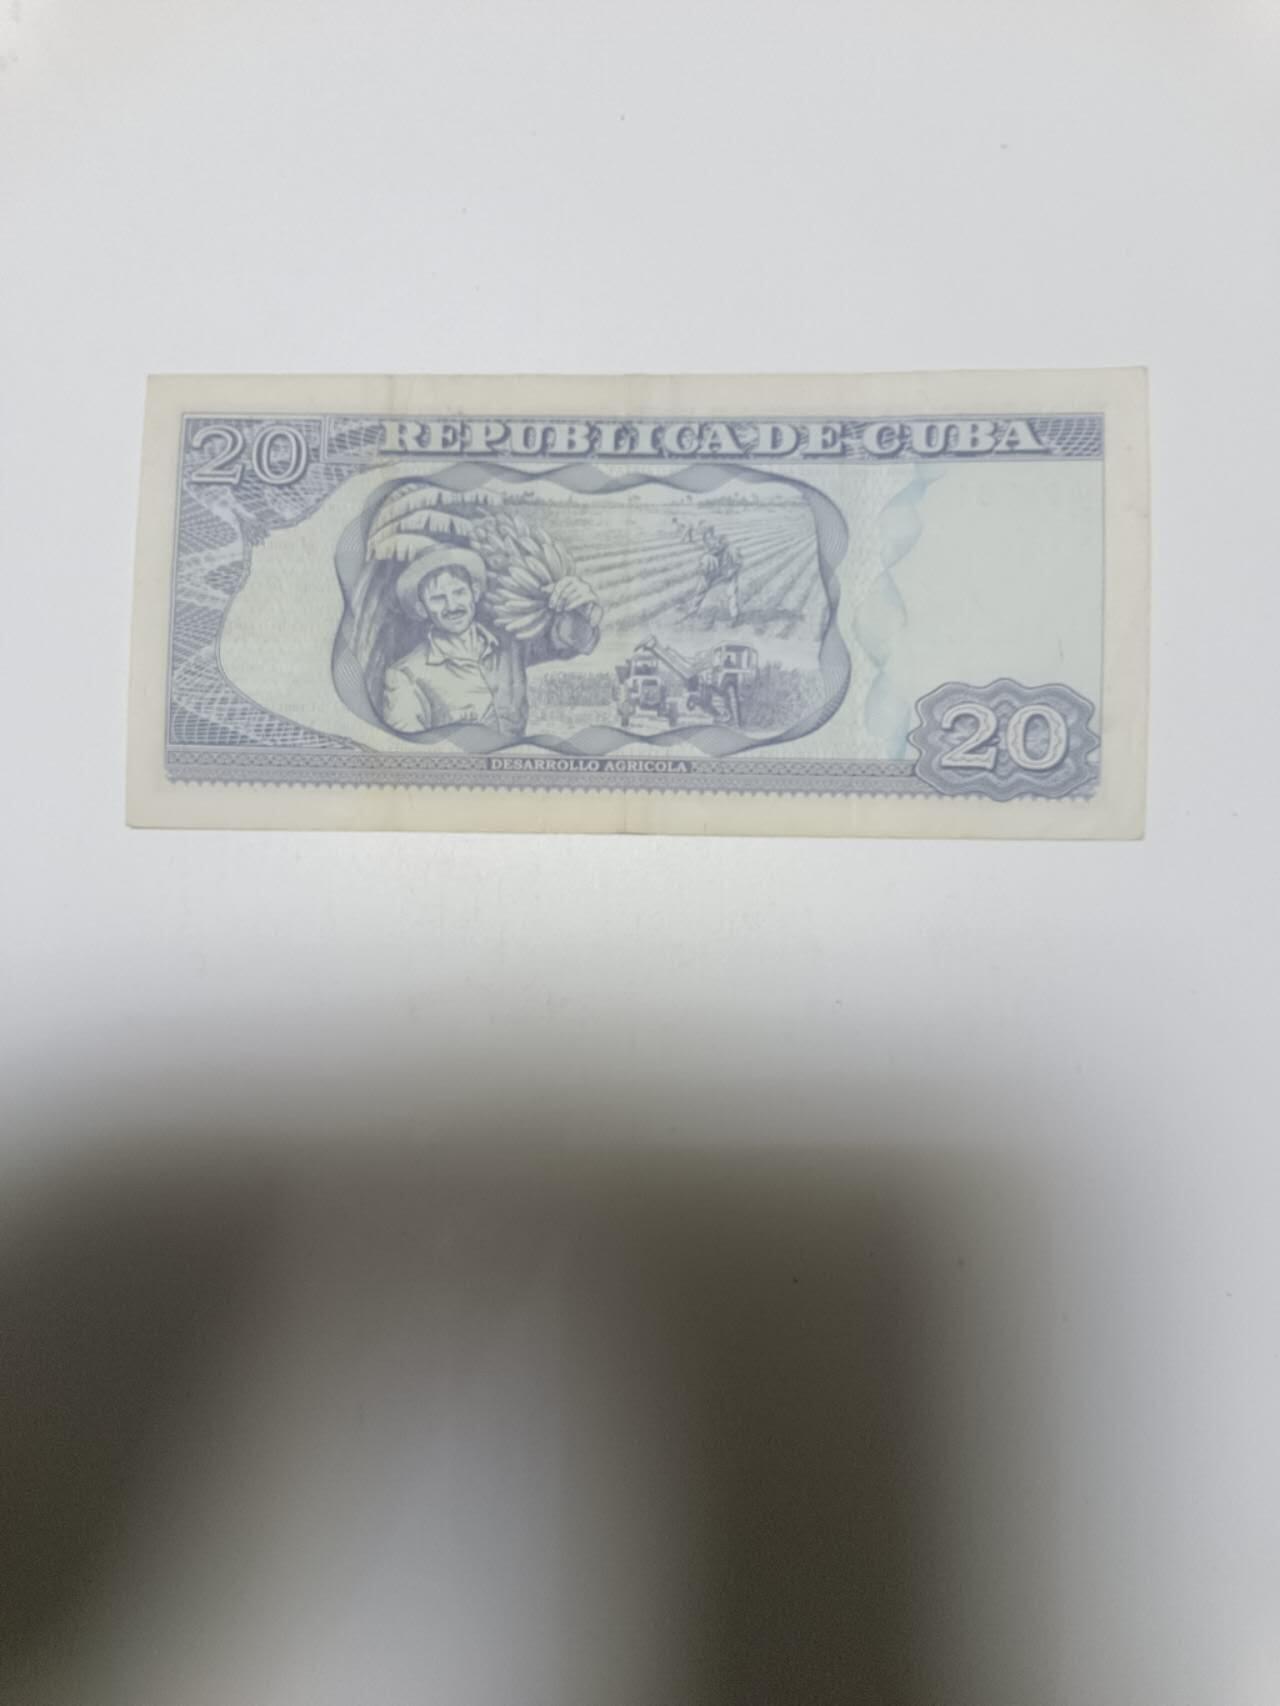 20 REPUBLICA DE CUBA
20
DESARROLLO AGRICOLA